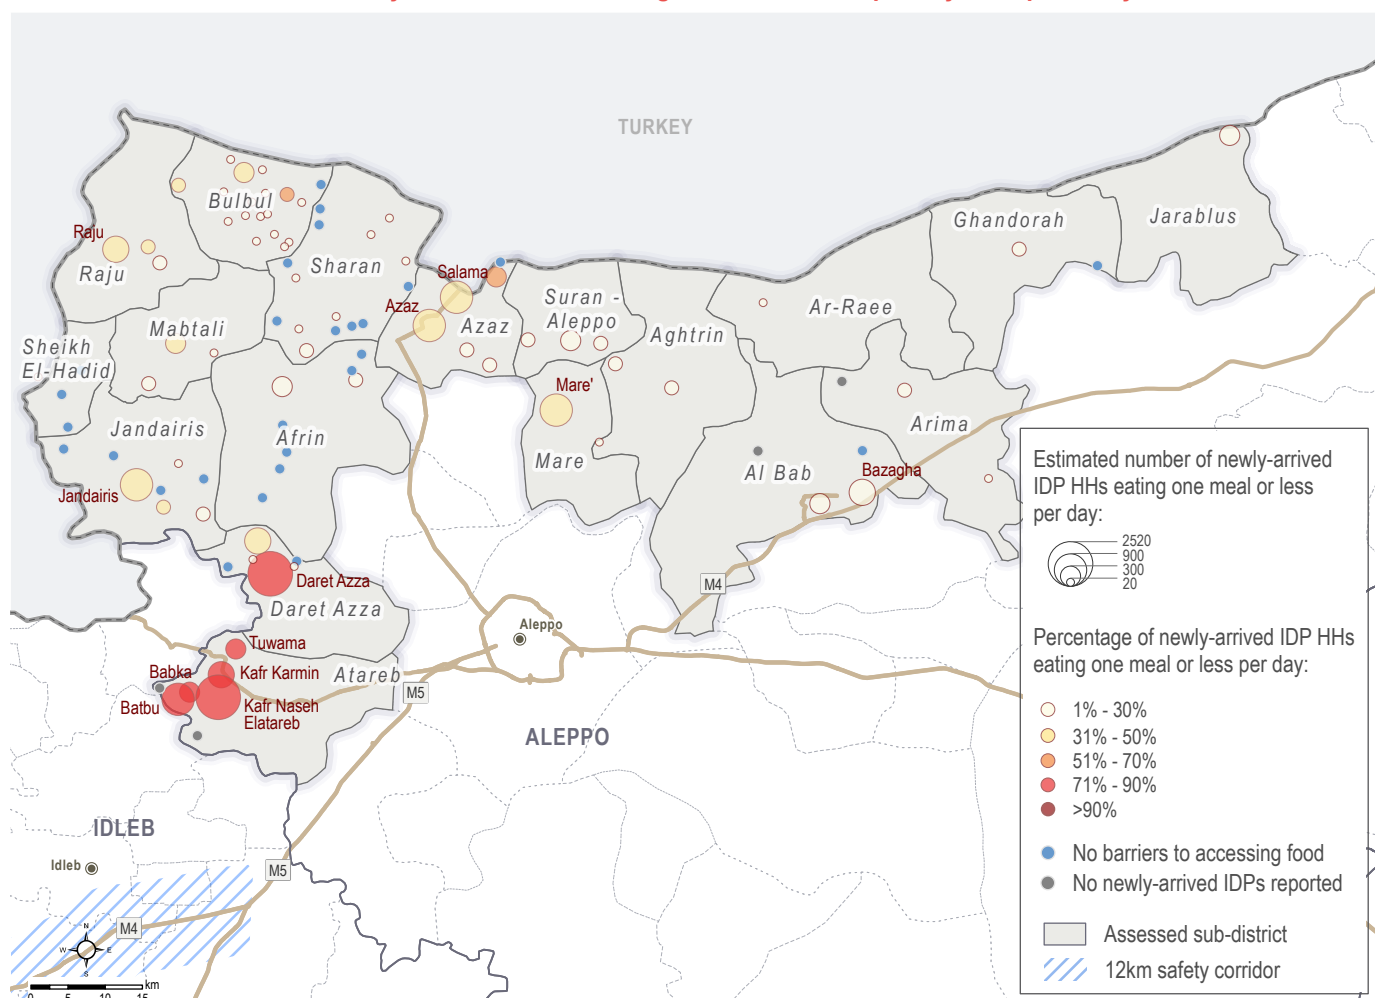 TURKEY
Bulbul
Raju
Raju
Sharan
Salama
Azaz
Azaz
Mabtali
Sheikh
El-Hadid
Suran -
Aleppo
Aghtrin
Ar-Raee
Ghandorah
Jarablus
Jandairis
Jandairis
Afrin
Mare'
Mare
Al Bab
Bazagha
Arima
Daret Azza
Daret Azza
Tuwama
Babka
Kafr Karmin
Atareb
Batbu
Kafr Naseh
Elatareb
Aleppo
M4
M5
ALEPPO
IDLEB
Idleb
M5
M4
N
W
E
S
km
0 5 10 15
Estimated number of newly-arrived
IDP HHs eating one meal or less
per day:
2520
900
300
20
Percentage of newly-arrived IDP HHs
eating one meal or less per day:
1% - 30%
31% - 50%
51% - 70%
71% - 90%
>90%
No barriers to accessing food
No newly-arrived IDPs reported
Assessed sub-district
12km safety corridor